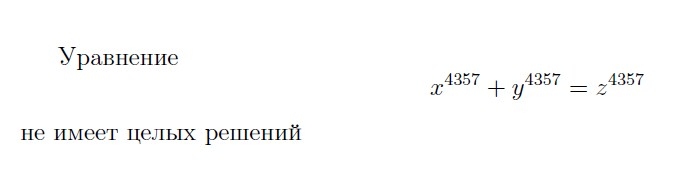 Уравнение
x^{4357} + y^{4357} = z^{4357}
не имеет целых решений